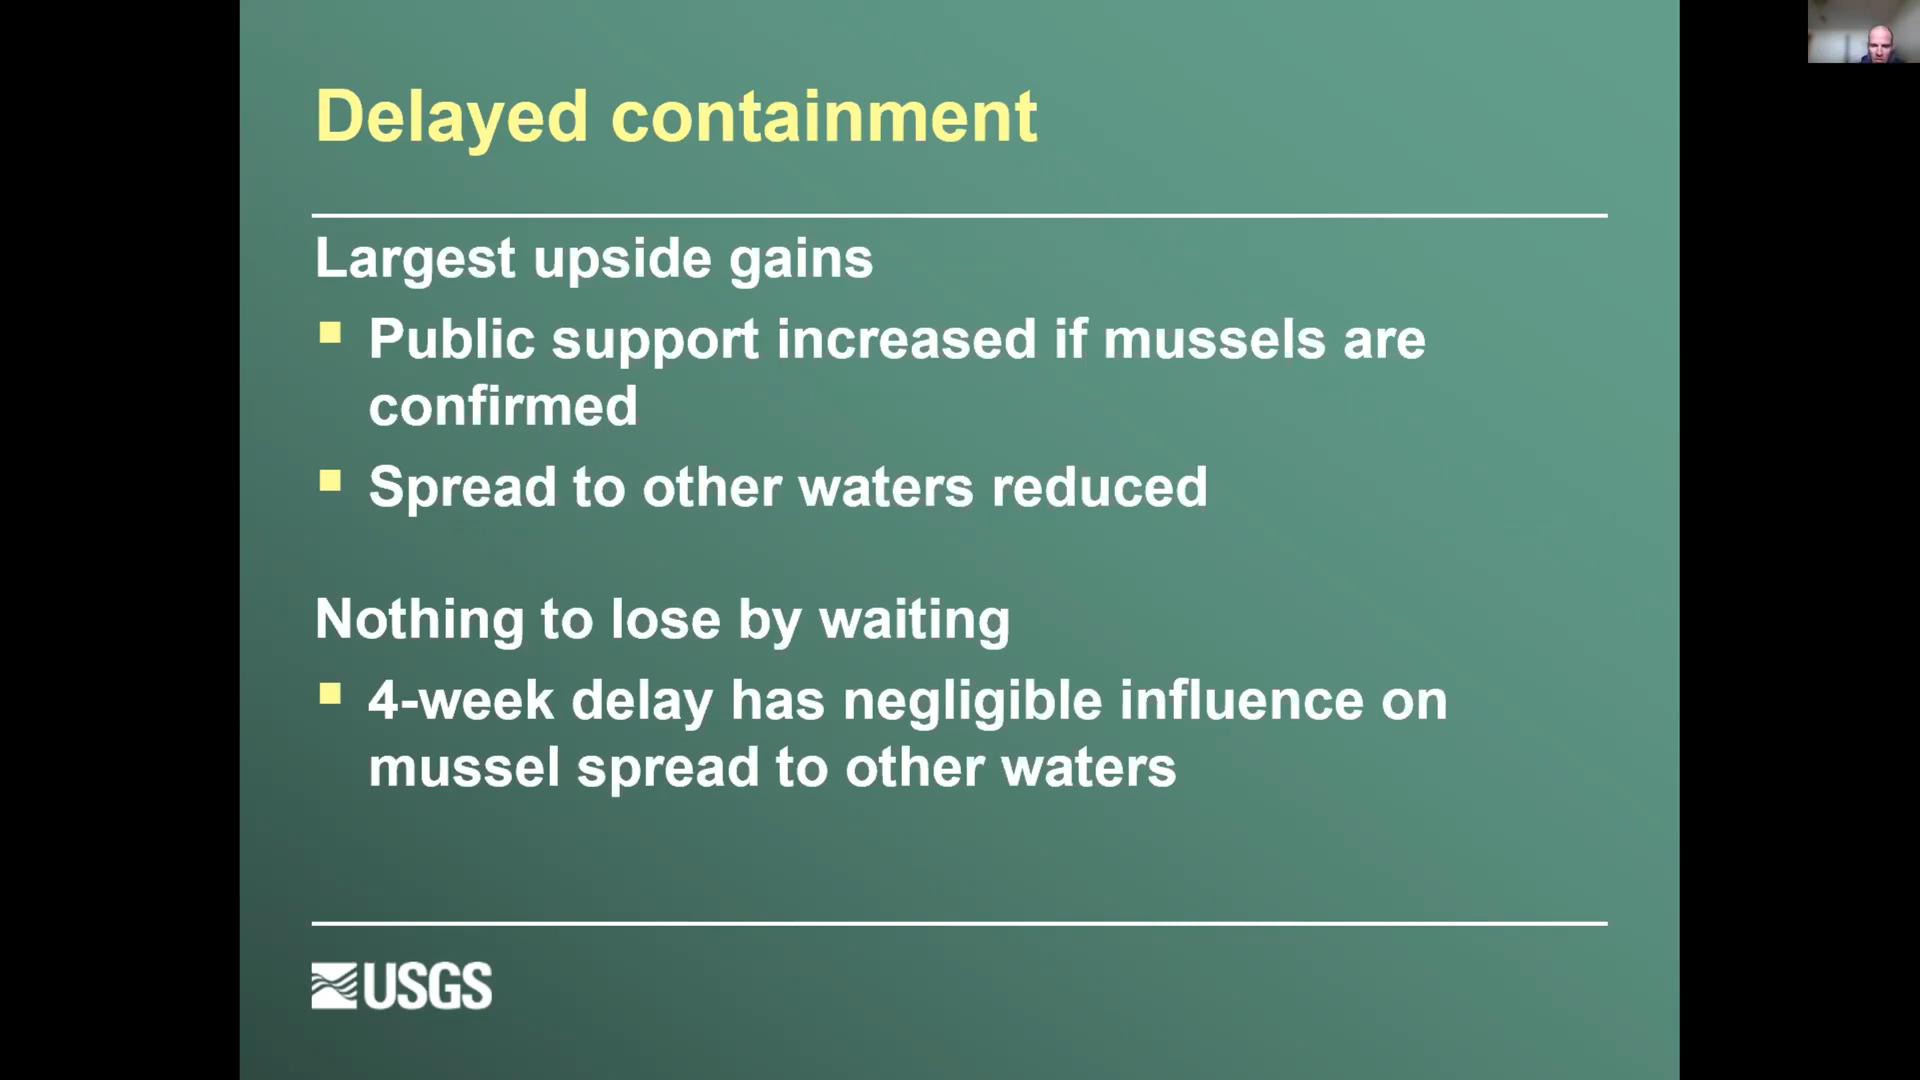 Delayed containment
Largest upside gains
Public support increased if mussels are
confirmed
Spread to other waters reduced
Nothing to lose by waiting
4-week delay has negligible influence on
mussel spread to other waters
USGS